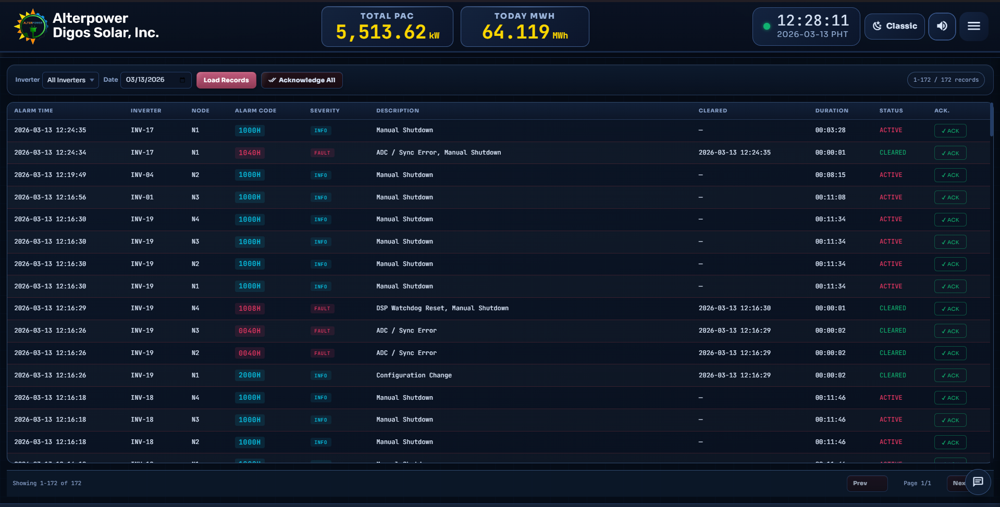 ALTERPOWER
Alterpower
Digos Solar, Inc.
TOTAL PAC
5,513.62 kW
TODAY MWH
64.119 MWh
12:28:11
2026-03-13 PHT
Classic
Inverter All Inverters Date 03/13/2026 Load Records Acknowledge All 1-172 / 172 records
ALARM TIME INVERTER NODE ALARM CODE SEVERITY DESCRIPTION CLEARED DURATION STATUS ACK.
2026-03-13 12:24:35 INV-17 N1 1000H INFO Manual Shutdown — 00:03:28 ACTIVE ✓ ACK
2026-03-13 12:24:34 INV-17 N1 1040H FAULT ADC / Sync Error, Manual Shutdown 2026-03-13 12:24:35 00:00:01 CLEARED ✓ ACK
2026-03-13 12:19:49 INV-04 N2 1000H INFO Manual Shutdown — 00:08:15 ACTIVE ✓ ACK
2026-03-13 12:16:56 INV-01 N3 1000H INFO Manual Shutdown — 00:11:08 ACTIVE ✓ ACK
2026-03-13 12:16:30 INV-19 N4 1000H INFO Manual Shutdown — 00:11:34 ACTIVE ✓ ACK
2026-03-13 12:16:30 INV-19 N3 1000H INFO Manual Shutdown — 00:11:34 ACTIVE ✓ ACK
2026-03-13 12:16:30 INV-19 N2 1000H INFO Manual Shutdown — 00:11:34 ACTIVE ✓ ACK
2026-03-13 12:16:30 INV-19 N1 1000H INFO Manual Shutdown — 00:11:34 ACTIVE ✓ ACK
2026-03-13 12:16:29 INV-19 N4 1008H FAULT DSP Watchdog Reset, Manual Shutdown 2026-03-13 12:16:30 00:00:01 CLEARED ✓ ACK
2026-03-13 12:16:26 INV-19 N3 0040H FAULT ADC / Sync Error 2026-03-13 12:16:29 00:00:02 CLEARED ✓ ACK
2026-03-13 12:16:26 INV-19 N2 0040H FAULT ADC / Sync Error 2026-03-13 12:16:29 00:00:02 CLEARED ✓ ACK
2026-03-13 12:16:26 INV-19 N1 2000H INFO Configuration Change 2026-03-13 12:16:29 00:00:02 CLEARED ✓ ACK
2026-03-13 12:16:18 INV-18 N4 1000H INFO Manual Shutdown — 00:11:46 ACTIVE ✓ ACK
2026-03-13 12:16:18 INV-18 N3 1000H INFO Manual Shutdown — 00:11:46 ACTIVE ✓ ACK
2026-03-13 12:16:18 INV-18 N2 1000H INFO Manual Shutdown — 00:11:46 ACTIVE ✓ ACK
Showing 1-172 of 172 Prev Page 1/1 Nex